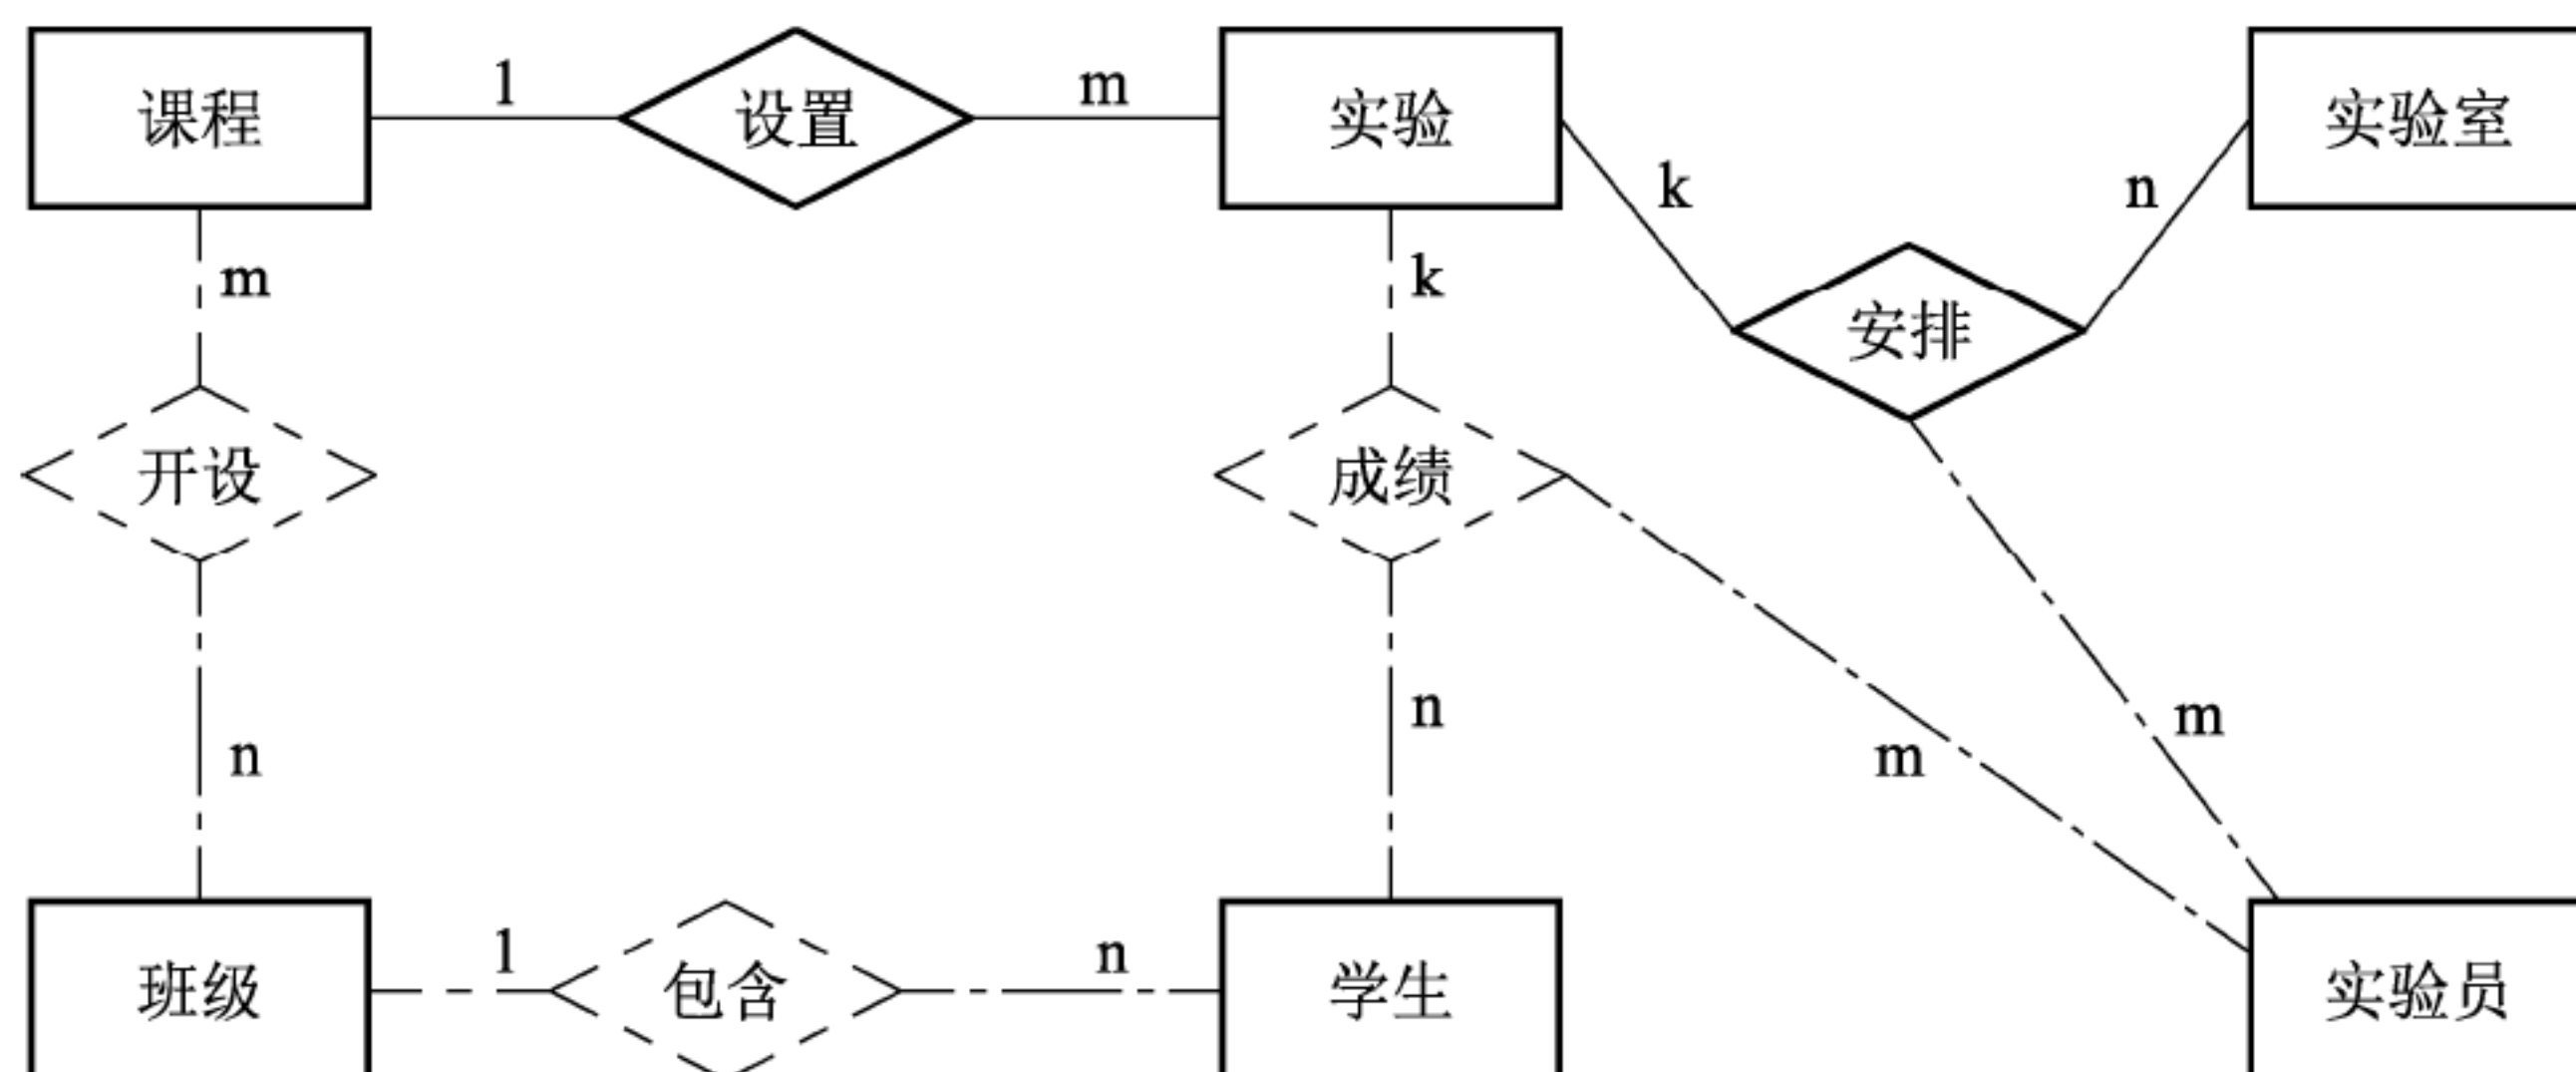 课程 1 设置 m 实验 实验室
k n
m k
安排
开设 成绩
n m
n m
班级 1 包含 n 学生 实验员